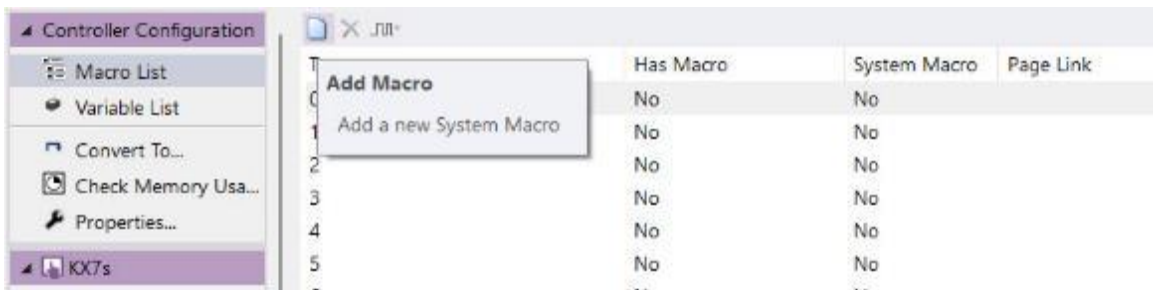 Controller Configuration
Macro List
Variable List
Convert To...
Check Memory Usa...
Properties...
KX7s
Has Macro System Macro Page Link
Add Macro
Add a new System Macro
No No
1 No No
2 No No
3 No No
4 No No
5 No No